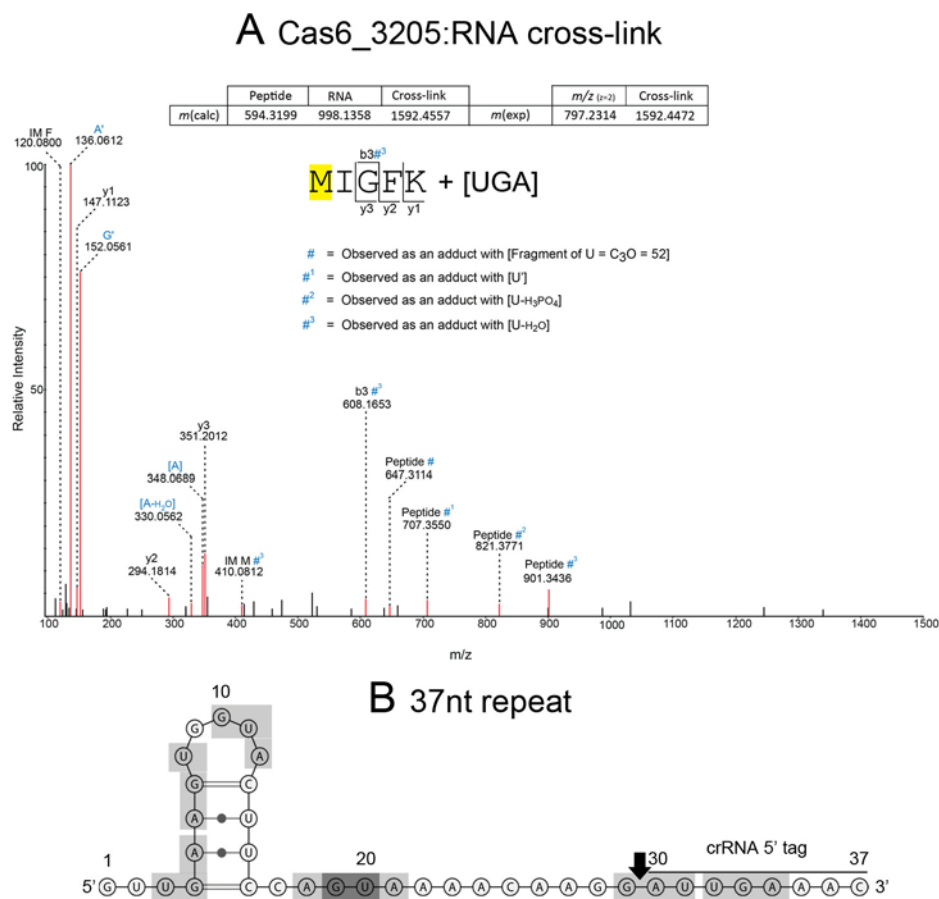 A Cas6_3205:RNA cross-link
Peptide RNA Cross-link m/z (z=2) Cross-link
m(calc) 594.3199 998.1358 1592.4557 m(exp) 797.2314 1592.4472
IM F
120.0800
A'
136.0612
y1
147.1123
G'
152.0561
b3#3
MIGFK + [UGA]
y3 y2 y1
# = Observed as an adduct with [Fragment of U = C3O = 52]
#1 = Observed as an adduct with [U']
#2 = Observed as an adduct with [U-H3PO4]
#3 = Observed as an adduct with [U-H2O]
Relative Intensity
100
50
y2
294.1814
[A-H2O]
330.0562
[A]
348.0689
y3
351.2012
IM M #3
410.0812
b3 #3
608.1653
Peptide #
647.3114
Peptide #1
707.3550
Peptide #2
821.3771
Peptide #3
901.3436
100 200 300 400 500 600 700 800 900 1000 1100 1200 1300 1400 1500
m/z
B 37nt repeat
10
G G U
U A
G C
A U
A U
1 20 30 crRNA 5' tag 37
5' G U U G C C A G U A A A A C A A G G A U U G A A A C 3'